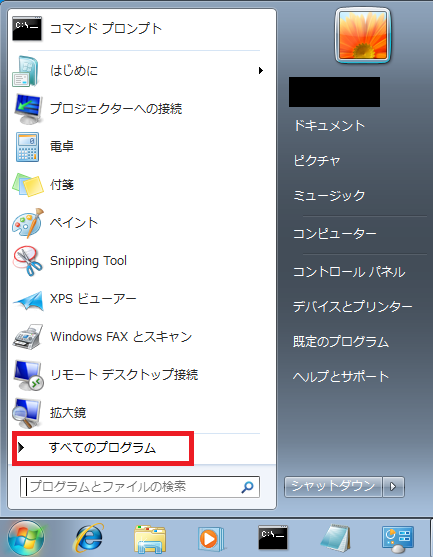 コマンド プロンプト
はじめに
プロジェクターへの接続
電卓
付箋
ペイント
Snipping Tool
XPS ビューアー
Windows FAX とスキャン
リモート デスクトップ接続
拡大鏡
すべてのプログラム
プログラムとファイルの検索
ドキュメント
ピクチャ
ミュージック
コンピューター
コントロール パネル
デバイスとプリンター
既定のプログラム
ヘルプとサポート
シャットダウン